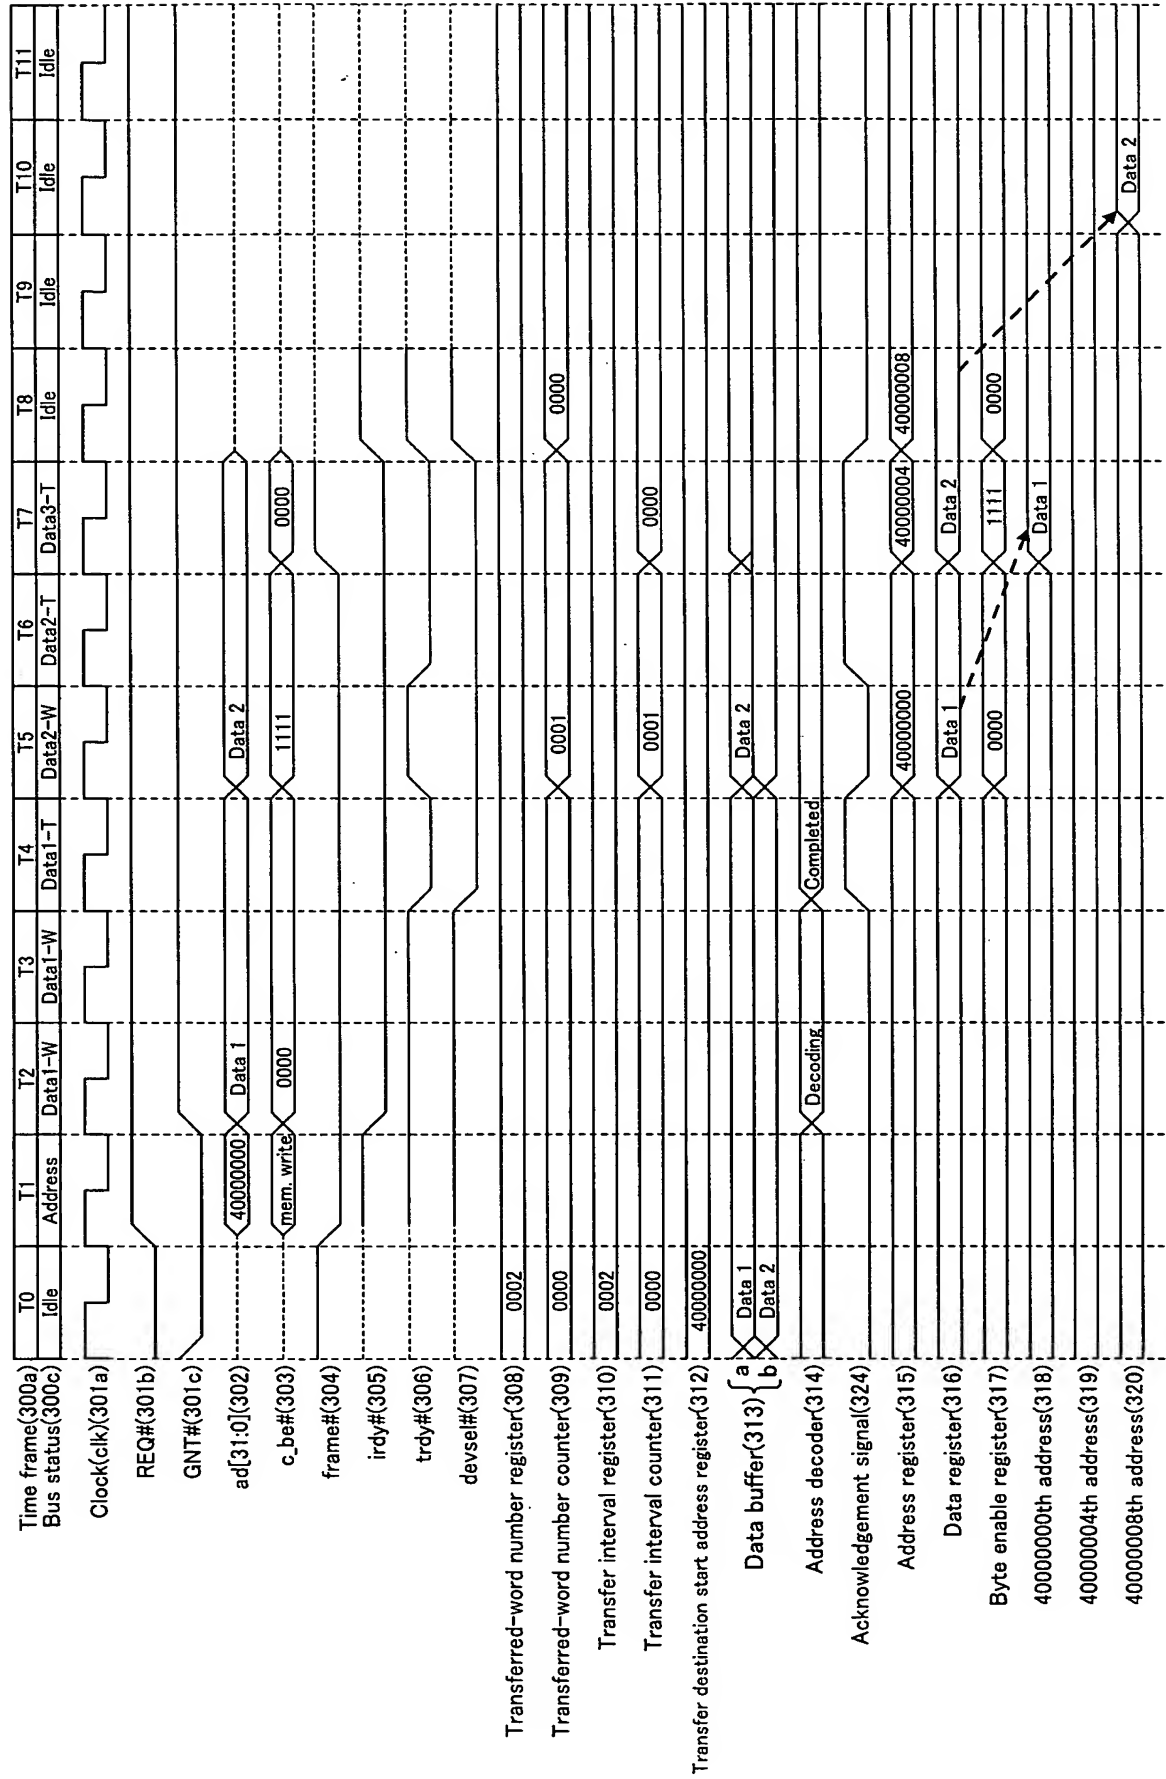 Time frame(300a) T0 T1 T2 T3 T4 T5 T6 T7 T8 T9 T10 T11
Bus status(300c) Idle Address Data1-W Data1-W Data1-T Data2-W Data2-T Data3-T Idle Idle Idle Idle
Clock(clk)(301a)
REQ#(301b)
GNT#(301c)
ad[31:0](302) 40000000 Data 1 Data 2
c_be#(303) mem. write 0000 1111 0000
frame#(304)
irdy#(305)
trdy#(306)
devsel#(307)
Transferred-word number register(308) 0002
Transferred-word number counter(309) 0000 0001 0000
Transfer interval register(310) 0002
Transfer interval counter(311) 0000 0001 0000
Transfer destination start address register(312) 40000000
Data buffer(313) { a Data 1 Data 2
b Data 2
Address decoder(314) Decoding Completed
Acknowledgement signal(324)
Address register(315) 40000000 40000004 40000008
Data register(316) Data 1 Data 2
Byte enable register(317) 0000 1111 0000
40000000th address(318) Data 1
40000004th address(319)
40000008th address(320) Data 2